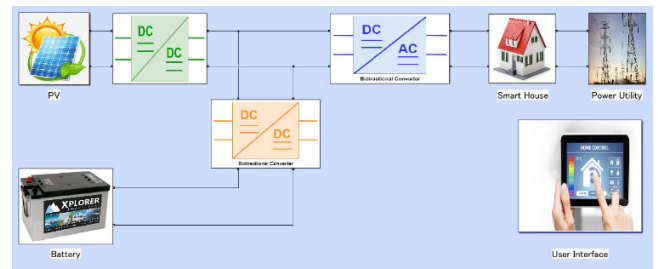 DC
DC
PV
DC
AC
Bidirectional Converter
Smart House
Power Utility
DC
DC
Bidirectional Converter
XPLORER
Battery
HOME CONTROL
User Interface